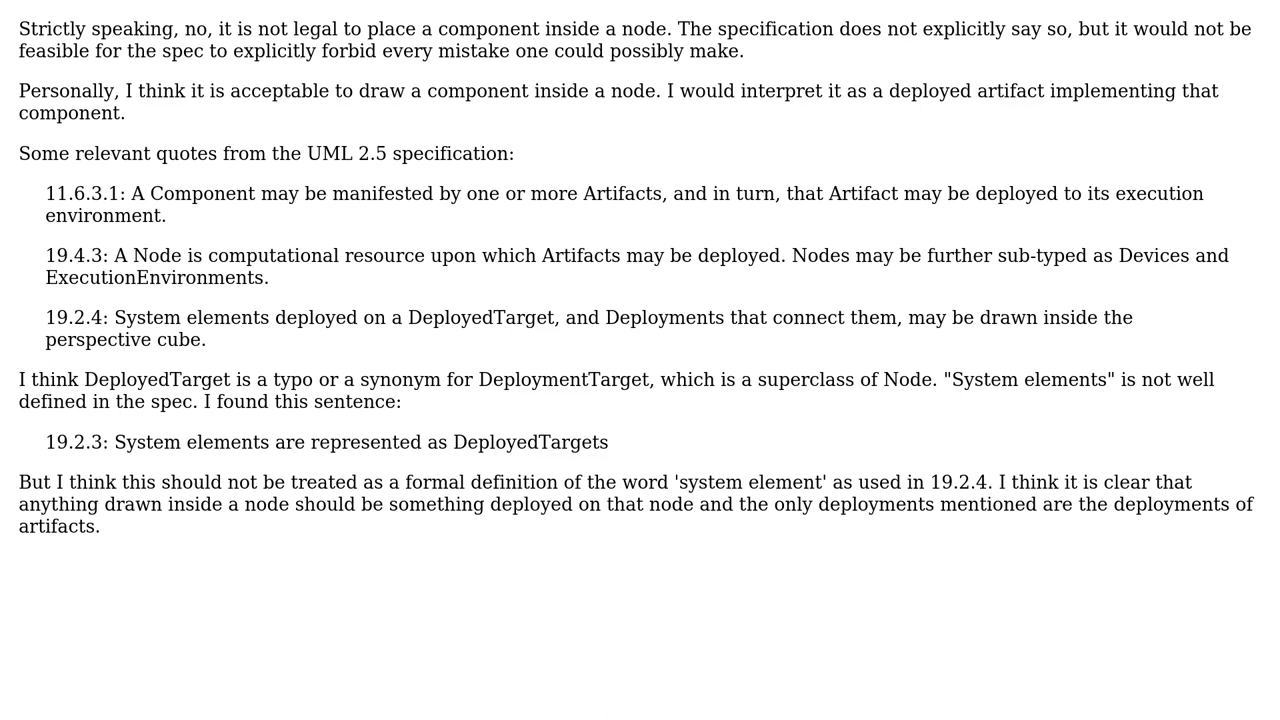 Strictly speaking, no, it is not legal to place a component inside a node. The specification does not explicitly say so, but it would not be
feasible for the spec to explicitly forbid every mistake one could possibly make.
Personally, I think it is acceptable to draw a component inside a node. I would interpret it as a deployed artifact implementing that
component.
Some relevant quotes from the UML 2.5 specification:
11.6.3.1: A Component may be manifested by one or more Artifacts, and in turn, that Artifact may be deployed to its execution
environment.
19.4.3: A Node is computational resource upon which Artifacts may be deployed. Nodes may be further sub-typed as Devices and
ExecutionEnvironments.
19.2.4: System elements deployed on a DeployedTarget, and Deployments that connect them, may be drawn inside the
perspective cube.
I think DeployedTarget is a typo or a synonym for DeploymentTarget, which is a superclass of Node. "System elements" is not well
defined in the spec. I found this sentence:
19.2.3: System elements are represented as DeployedTargets
But I think this should not be treated as a formal definition of the word 'system element' as used in 19.2.4. I think it is clear that
anything drawn inside a node should be something deployed on that node and the only deployments mentioned are the deployments of
artifacts.